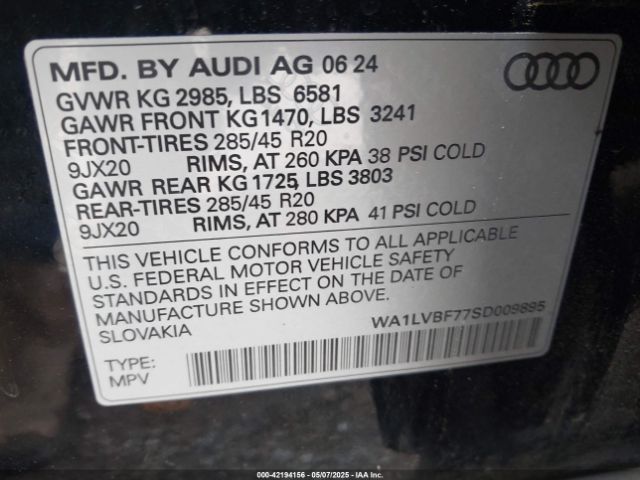 MFD. BY AUDI AG 06 24
GVWR KG 2985, LBS 6581
GAWR FRONT KG1470, LBS 3241
FRONT-TIRES 285/45 R20
9JX20 RIMS, AT 260 KPA 38 PSI COLD
GAWR REAR KG 1725, LBS 3803
REAR-TIRES 285/45 R20
9JX20 RIMS, AT 280 KPA 41 PSI COLD
THIS VEHICLE CONFORMS TO ALL APPLICABLE
U.S. FEDERAL MOTOR VEHICLE SAFETY
STANDARDS IN EFFECT ON THE DATE OF
MANUFACTURE SHOWN ABOVE.
SLOVAKIA
WA1LVBF77SD009895
TYPE:
MPV
000-42194156 - 05/07/2025 - IAAI.COM